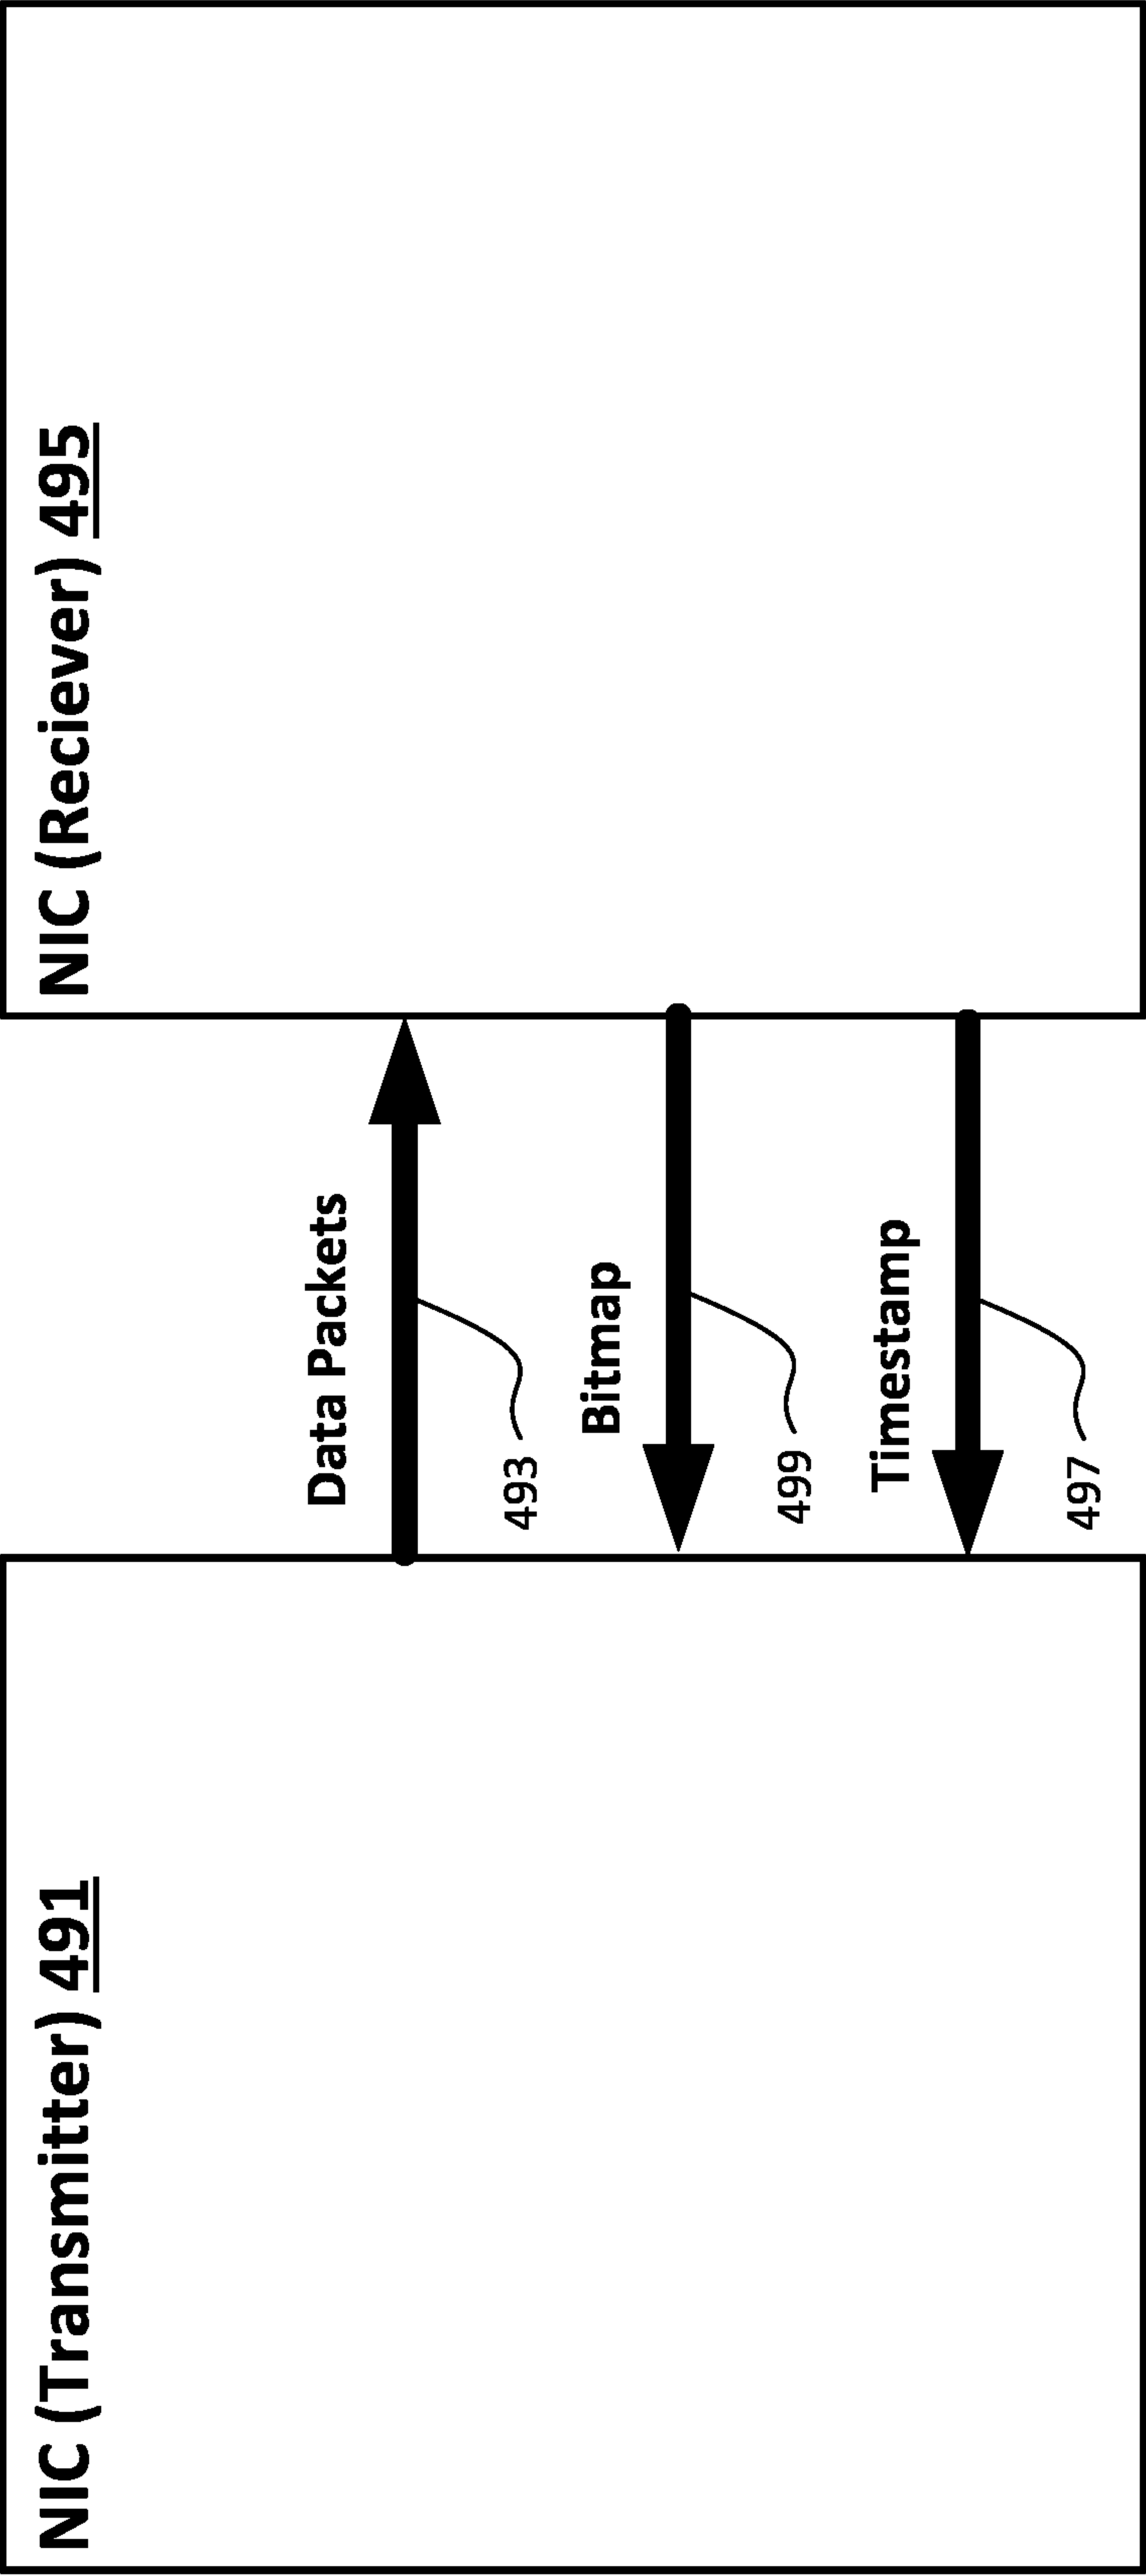 NIC (Transmitter) 491
NIC (Reciever) 495
Data Packets
493
Bitmap
499
Timestamp
497